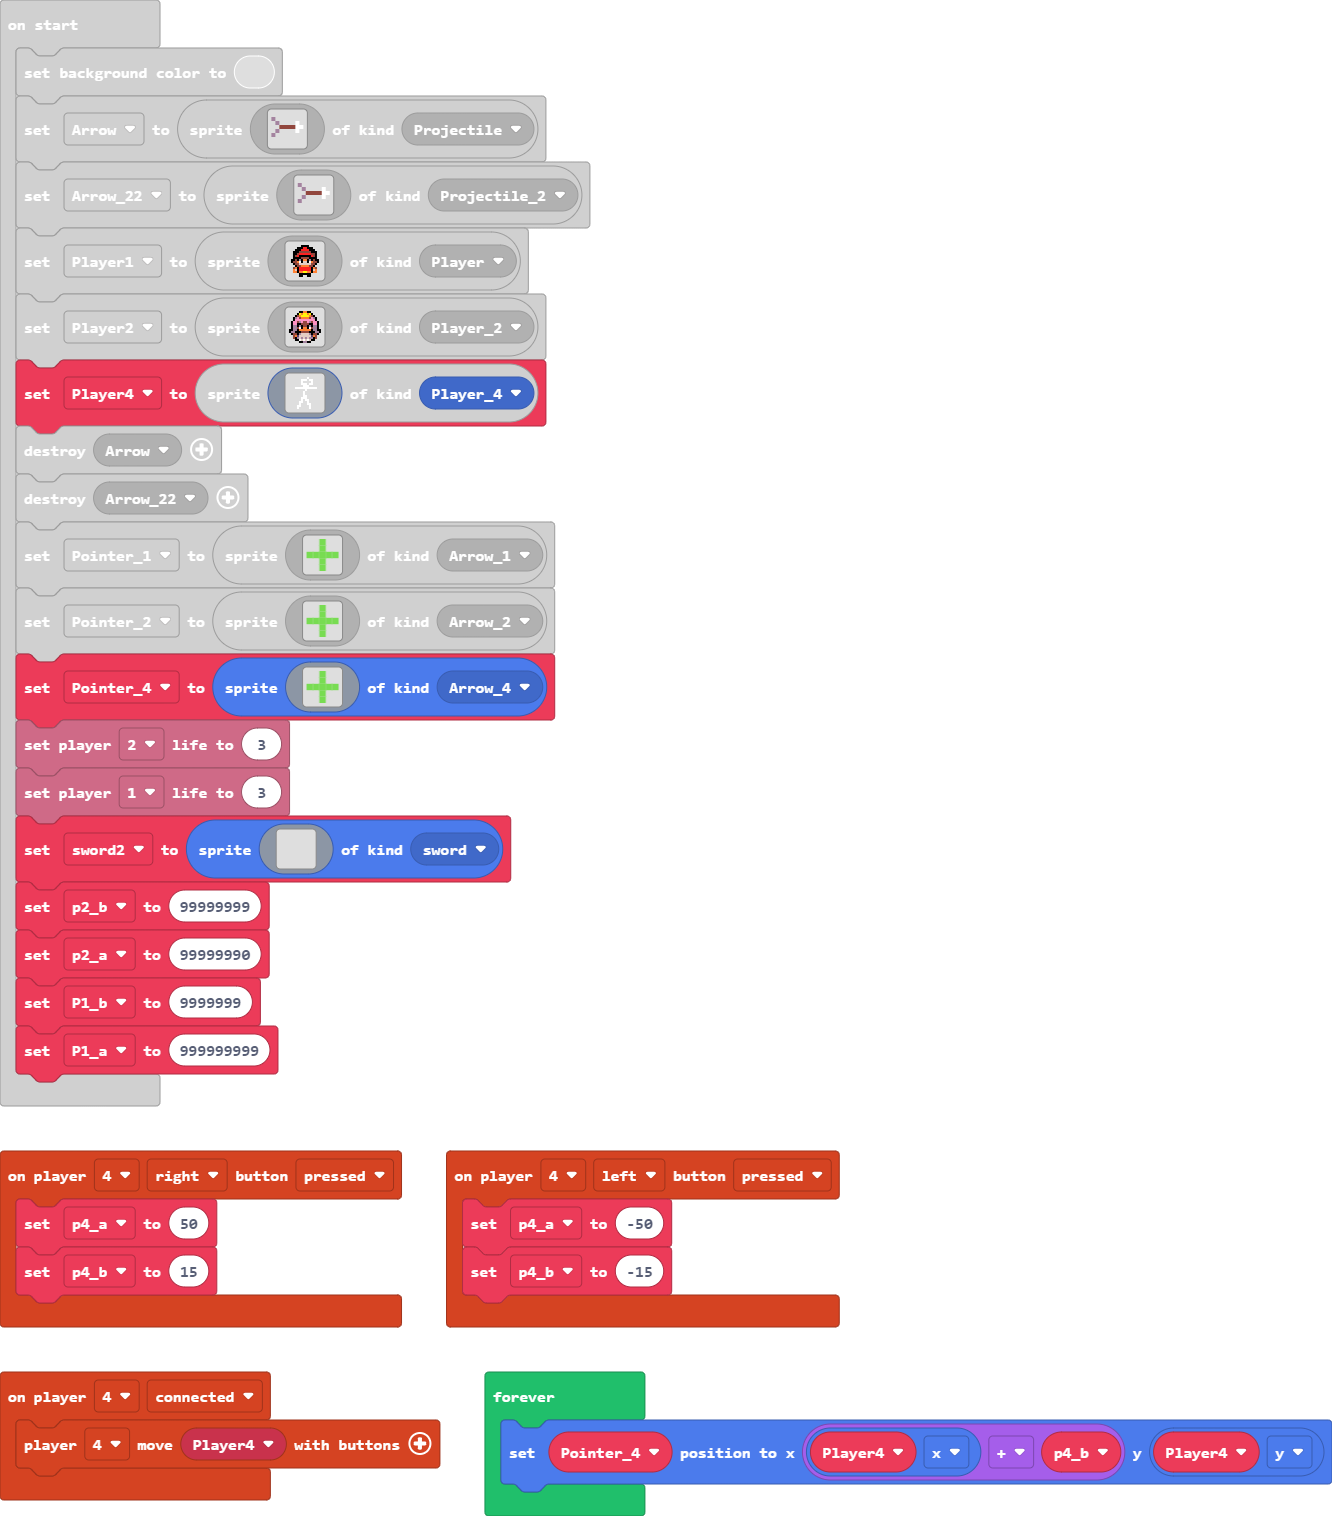 on start
set background color to
set Arrow to sprite of kind Projectile
set Arrow_22 to sprite of kind Projectile_2
set Player1 to sprite of kind Player
set Player2 to sprite of kind Player_2
set Player4 to sprite of kind Player_4
destroy Arrow
destroy Arrow_22
set Pointer_1 to sprite of kind Arrow_1
set Pointer_2 to sprite of kind Arrow_2
set Pointer_4 to sprite of kind Arrow_4
set player 2 life to 3
set player 1 life to 3
set sword2 to sprite of kind sword
set p2_b to 99999999
set p2_a to 99999990
set P1_b to 9999999
set P1_a to 999999999
on player 4 right button pressed
set p4_a to 50
set p4_b to 15
on player 4 left button pressed
set p4_a to -50
set p4_b to -15
on player 4 connected
player 4 move Player4 with buttons
forever
set Pointer_4 position to x Player4 x + p4_b y Player4 y